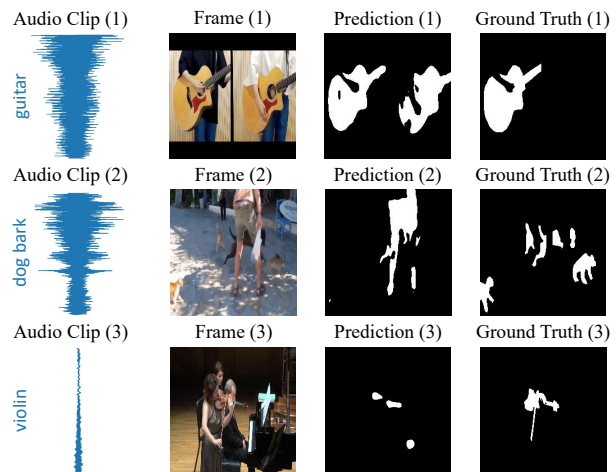 Audio Clip (1) Frame (1) Prediction (1) Ground Truth (1)
guitar
Audio Clip (2) Frame (2) Prediction (2) Ground Truth (2)
dog bark
Audio Clip (3) Frame (3) Prediction (3) Ground Truth (3)
violin